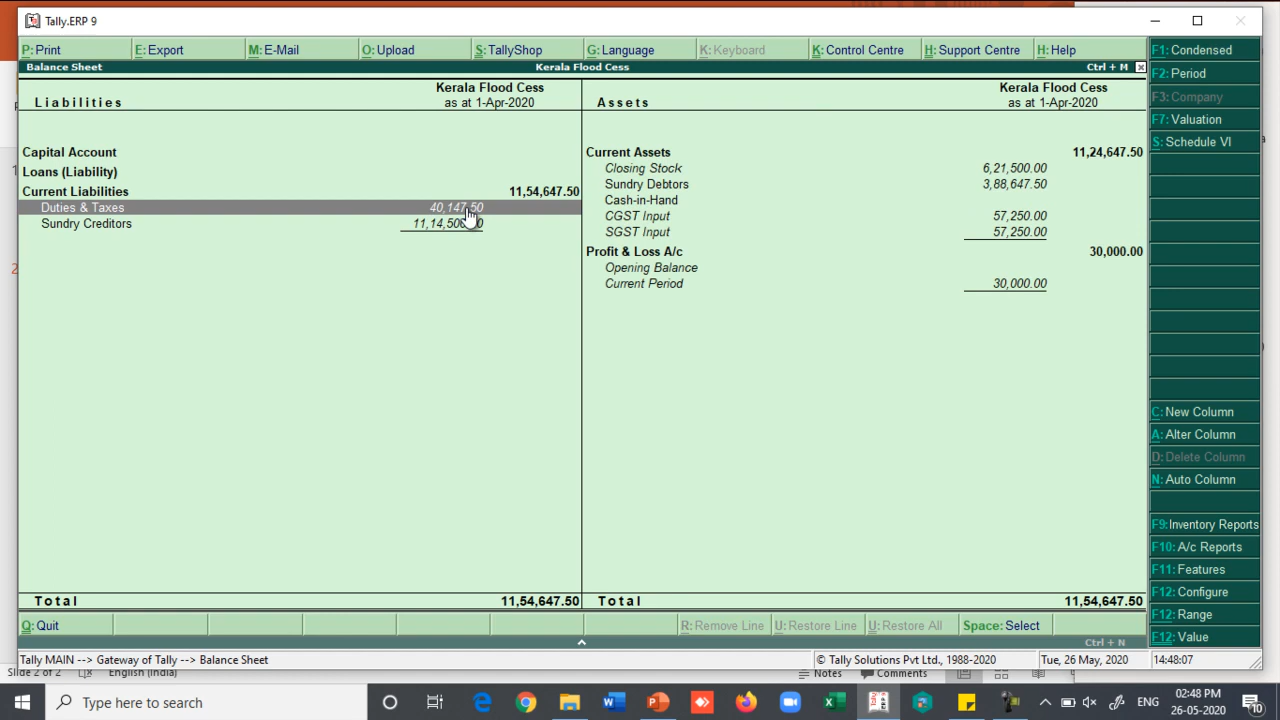 Tally.ERP 9
P: Print E: Export M: E-Mail O: Upload S: TallyShop G: Language K: Keyboard K: Control Centre H: Support Centre H: Help
Balance Sheet Kerala Flood Cess Ctrl + M
Liabilities Kerala Flood Cess as at 1-Apr-2020 Assets Kerala Flood Cess as at 1-Apr-2020
Capital Account Current Assets 11,24,647.50
Closing Stock 6,21,500.00
Loans (Liability) Sundry Debtors 3,88,647.50
Current Liabilities 11,54,647.50 Cash-in-Hand
Duties & Taxes 40,147.50 CGST Input 57,250.00
Sundry Creditors SGST Input 57,250.00
Profit & Loss A/c 30,000.00
Opening Balance
Current Period 30,000.00
Total 11,54,647.50 Total 11,54,647.50
Q: Quit R: Remove Line U: Restore Line U: Restore All Space: Select
Ctrl + N
Tally MAIN --> Gateway of Tally --> Balance Sheet © Tally Solutions Pvt Ltd., 1988-2020 Tue, 26 May, 2020 14:48:07
F1: Condensed
F2: Period
F3: Company
F7: Valuation
S: Schedule VI
C: New Column
A: Alter Column
D: Delete Column
N: Auto Column
F9: Inventory Reports
F10: A/c Reports
F11: Features
F12: Configure
F12: Range
F12: Value
Slide 2 of 2 English (India) Notes Comments
Type here to search ENG 02:48 PM
26-05-2020 10